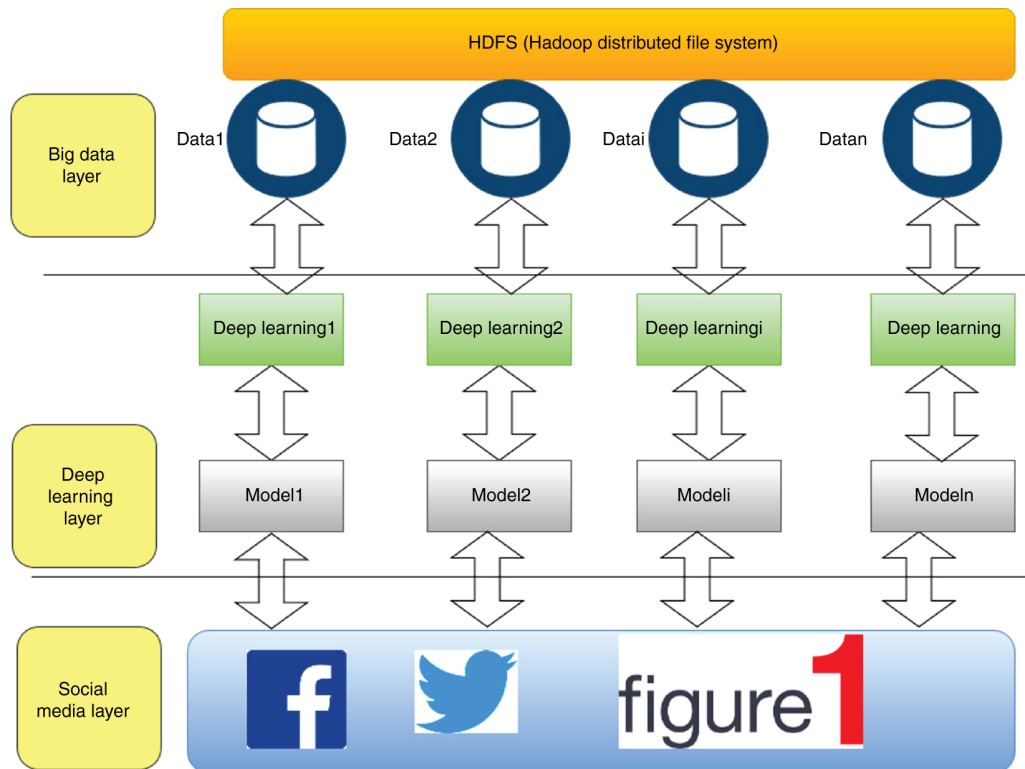 HDFS (Hadoop distributed file system)
Big data
layer
Data1
Data2
Datai
Datan
Deep learning1
Deep learning2
Deep learningi
Deep learning
Deep
learning
layer
Model1
Model2
Modeli
Modeln
Social
media layer
f
figure1